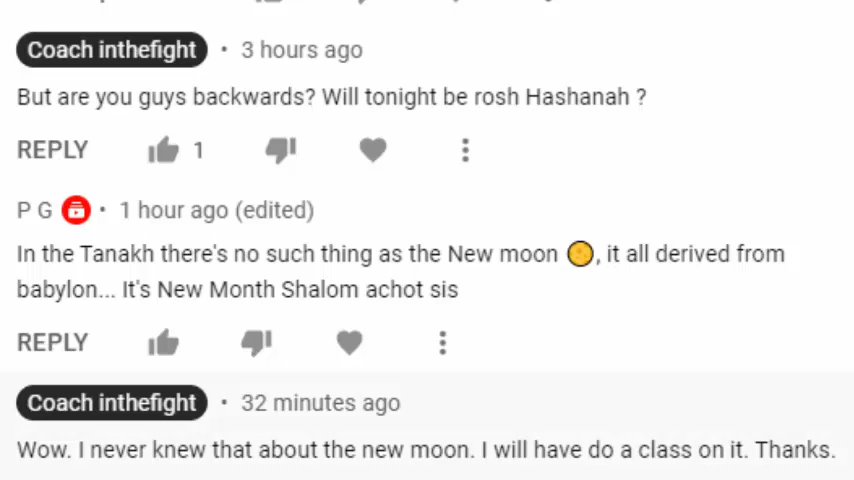 Coach inthefight • 3 hours ago
But are you guys backwards? Will tonight be rosh Hashanah ?
REPLY 1
P G • 1 hour ago (edited)
In the Tanakh there's no such thing as the New moon 🌕, it all derived from
babylon... It's New Month Shalom achot sis
REPLY
Coach inthefight • 32 minutes ago
Wow. I never knew that about the new moon. I will have do a class on it. Thanks.